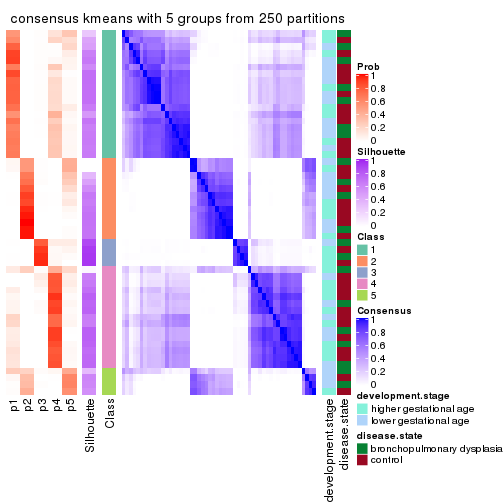 consensus kmeans with 5 groups from 250 partitions
Prob
1
0.8
0.6
0.4
0.2
0
Silhouette
1
0.8
0.6
0.4
0.2
0
Class
1
2
3
4
5
Consensus
1
0.8
0.6
0.4
0.2
0
development.stage
higher gestational age
lower gestational age
disease.state
bronchopulmonary dysplasia
control
p1
p2
p3
p4
p5
Silhouette
Class
development.stage
disease.state